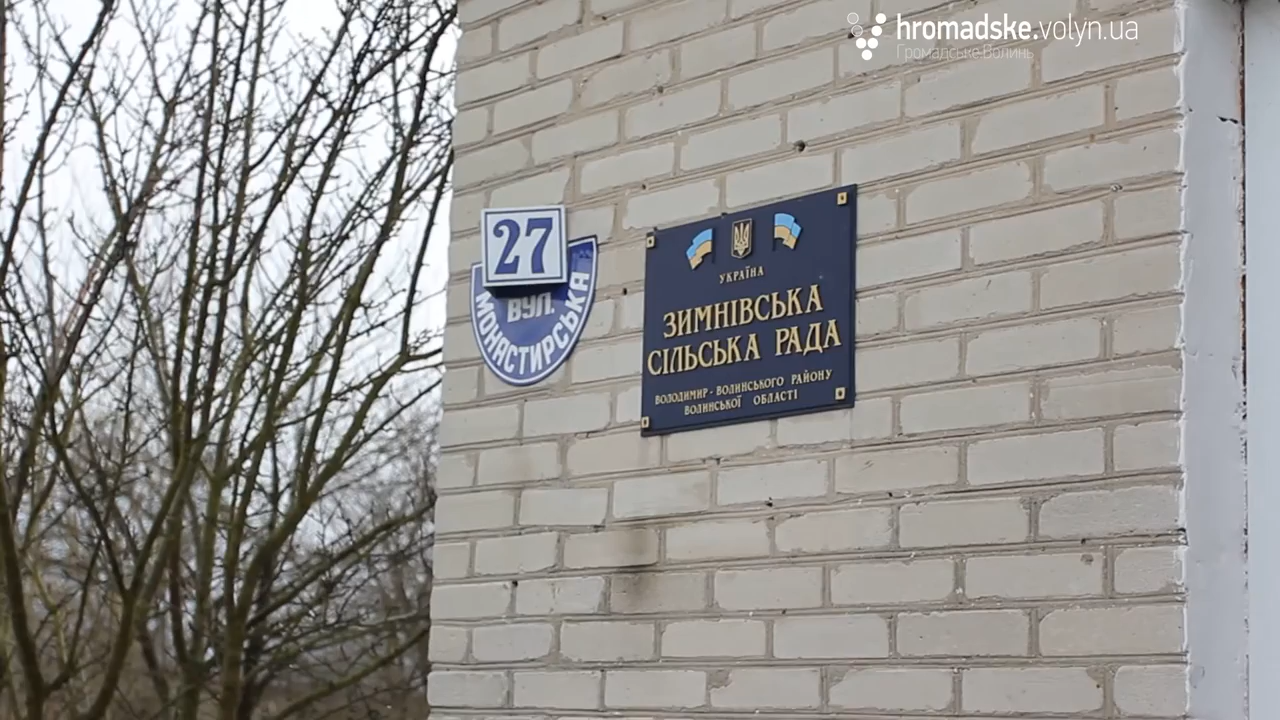 hromadske.volyn.ua
Громадське.Волинь
27
ВУЛ.
МОНАСТИРСЬКА
УКРАЇНА
ЗИМНІВСЬКА
СІЛЬСЬКА РАДА
ВОЛОДИМИР-ВОЛИНСЬКОГО РАЙОНУ
ВОЛИНСЬКОЇ ОБЛАСТІ